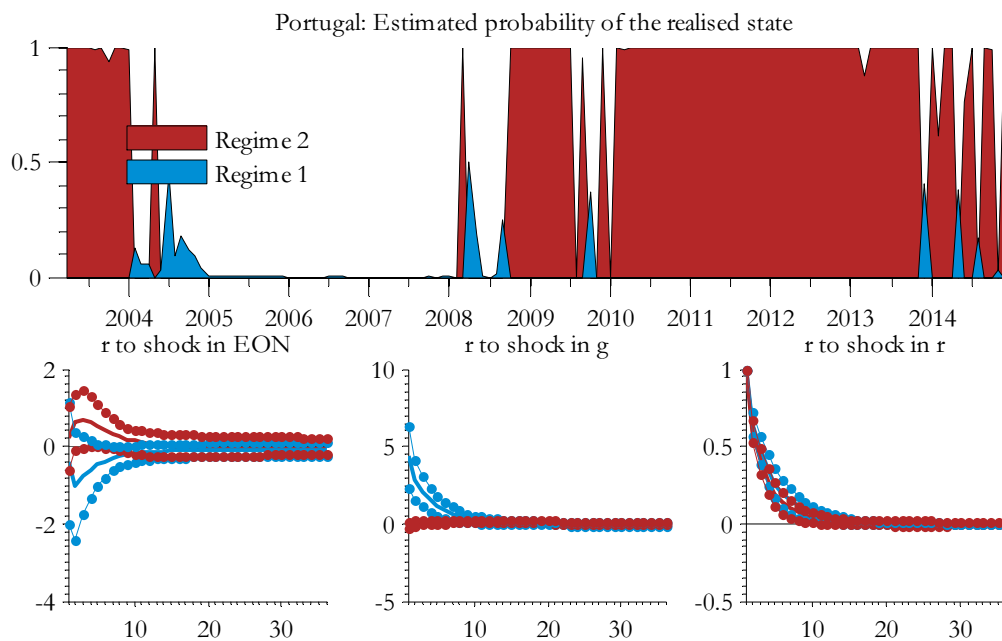 Portugal: Estimated probability of the realised state
1
0.5
0
Regime 2
Regime 1
2004 2005 2006 2007 2008 2009 2010 2011 2012 2013 2014
r to shock in EON
2
0
-2
-4
10 20 30
r to shock in g
10
5
0
-5
10 20 30
r to shock in r
1
0.5
0
-0.5
10 20 30